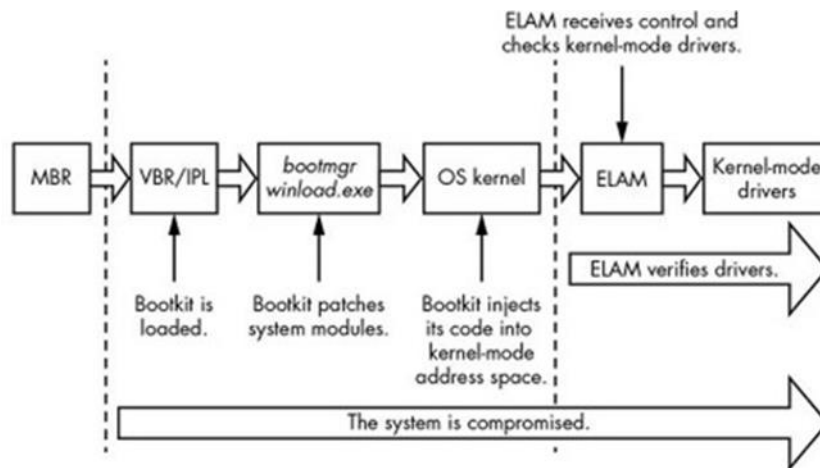 ELAM receives control and
checks kernel-mode drivers.
MBR
VBR/IPL
bootmgr
winload.exe
OS kernel
ELAM
Kernel-mode
drivers
ELAM verifies drivers.
Bootkit is
loaded.
Bootkit patches
system modules.
Bootkit injects
its code into
kernel-mode
address space.
The system is compromised.